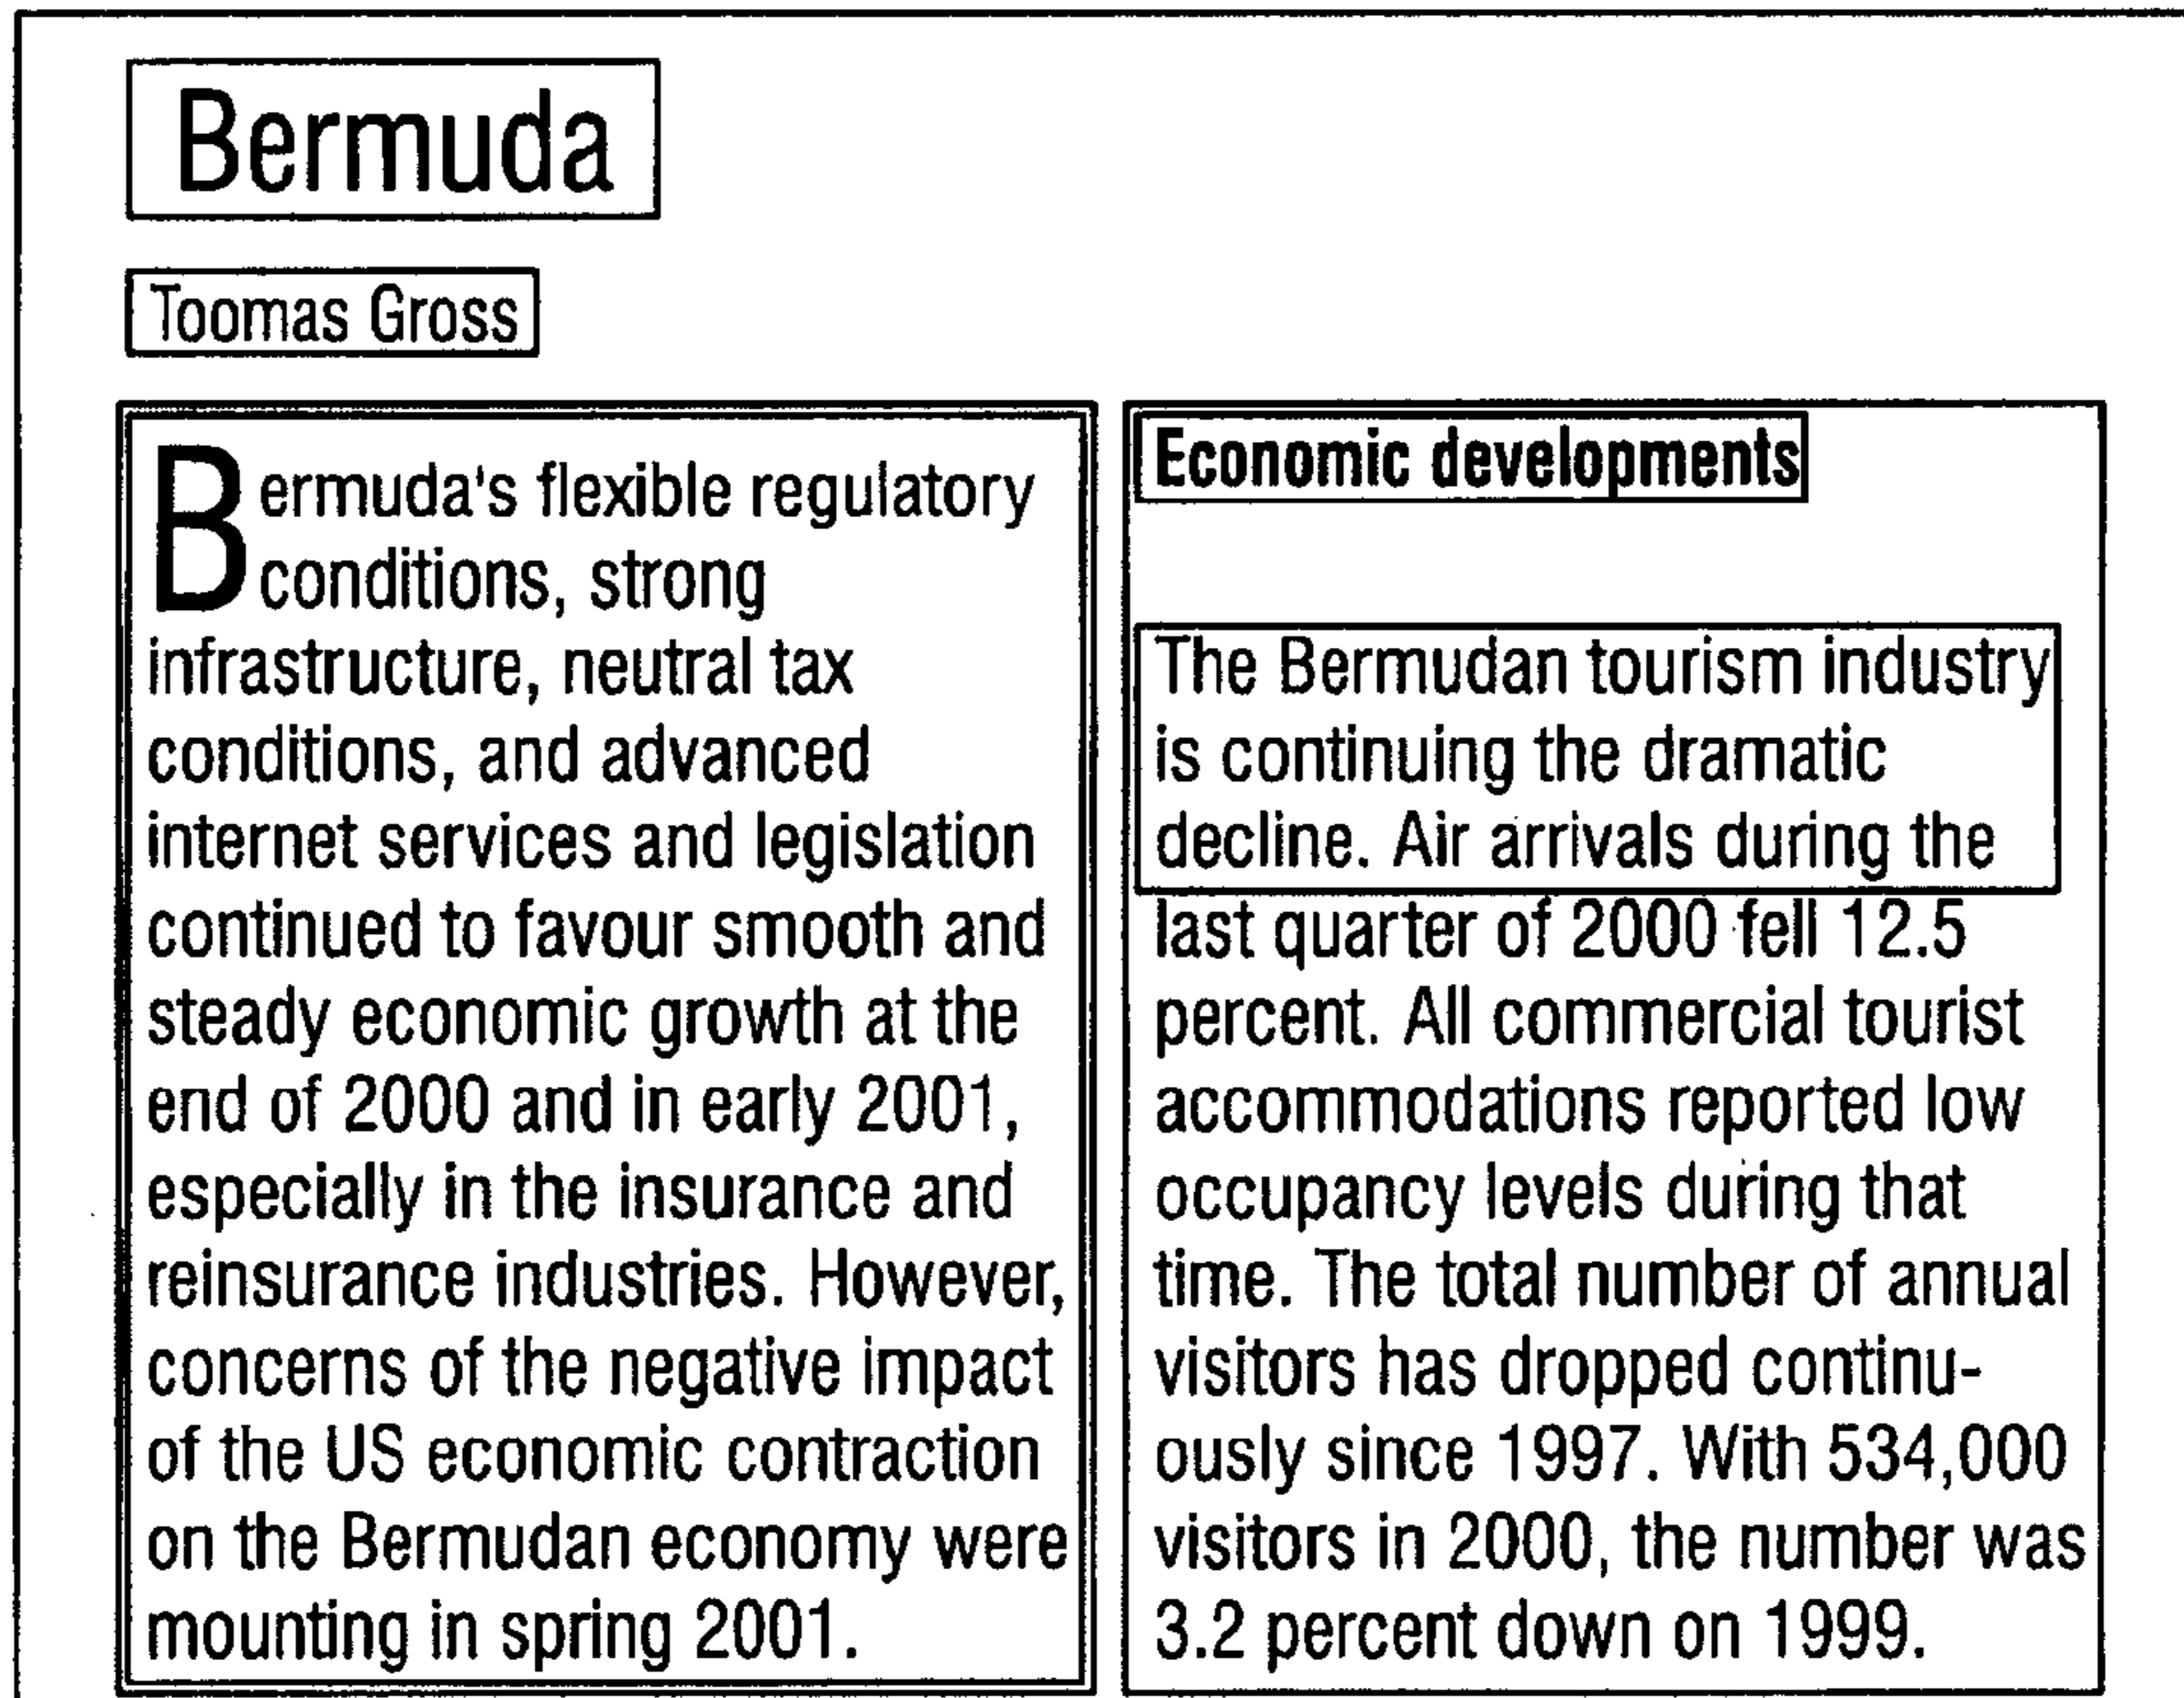 Bermuda
Toomas Gross
Bermuda's flexible regulatory
conditions, strong
infrastructure, neutral tax
conditions, and advanced
internet services and legislation
continued to favour smooth and
steady economic growth at the
end of 2000 and in early 2001,
especially in the insurance and
reinsurance industries. However,
concerns of the negative impact
of the US economic contraction
on the Bermudan economy were
mounting in spring 2001.
Economic developments
The Bermudan tourism industry
is continuing the dramatic
decline. Air arrivals during the
last quarter of 2000 fell 12.5
percent. All commercial tourist
accommodations reported low
occupancy levels during that
time. The total number of annual
visitors has dropped continu-
ously since 1997. With 534,000
visitors in 2000, the number was
3.2 percent down on 1999.